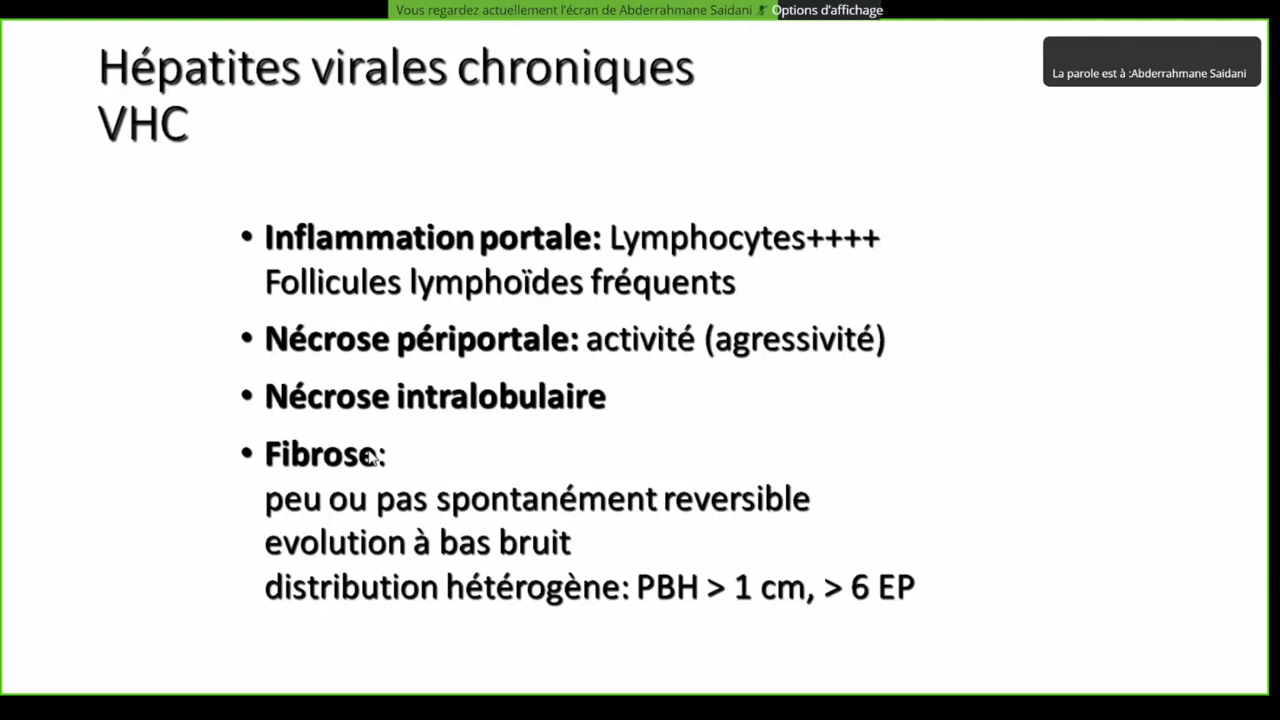 Vous regardez actuellement l'écran de Abderrahmane Saidani Options d'affichage
La parole est à :Abderrahmane Saidani
Hépatites virales chroniques
VHC
• Inflammation portale: Lymphocytes++++
Follicules lymphoïdes fréquents
• Nécrose périportale: activité (agressivité)
• Nécrose intralobulaire
• Fibrose:
peu ou pas spontanément reversible
evolution à bas bruit
distribution hétérogène: PBH > 1 cm, > 6 EP